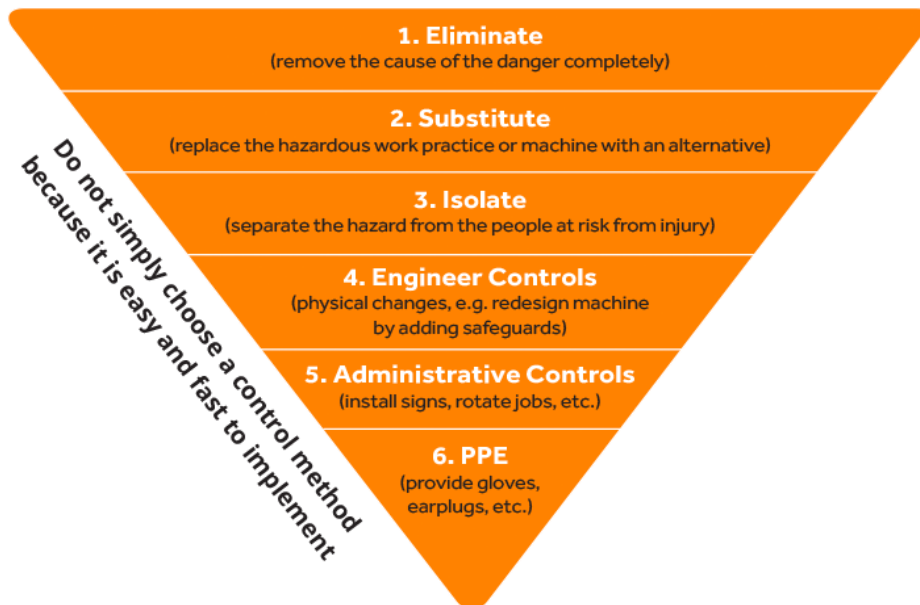 1. Eliminate
(remove the cause of the danger completely)
2. Substitute
(replace the hazardous work practice or machine with an alternative)
3. Isolate
(separate the hazard from the people at risk from injury)
4. Engineer Controls
(physical changes, e.g. redesign machine
by adding safeguards)
5. Administrative Controls
(install signs, rotate jobs, etc.)
6. PPE
(provide gloves,
earplugs, etc.)
Do not simply choose a control method
because it is easy and fast to implement